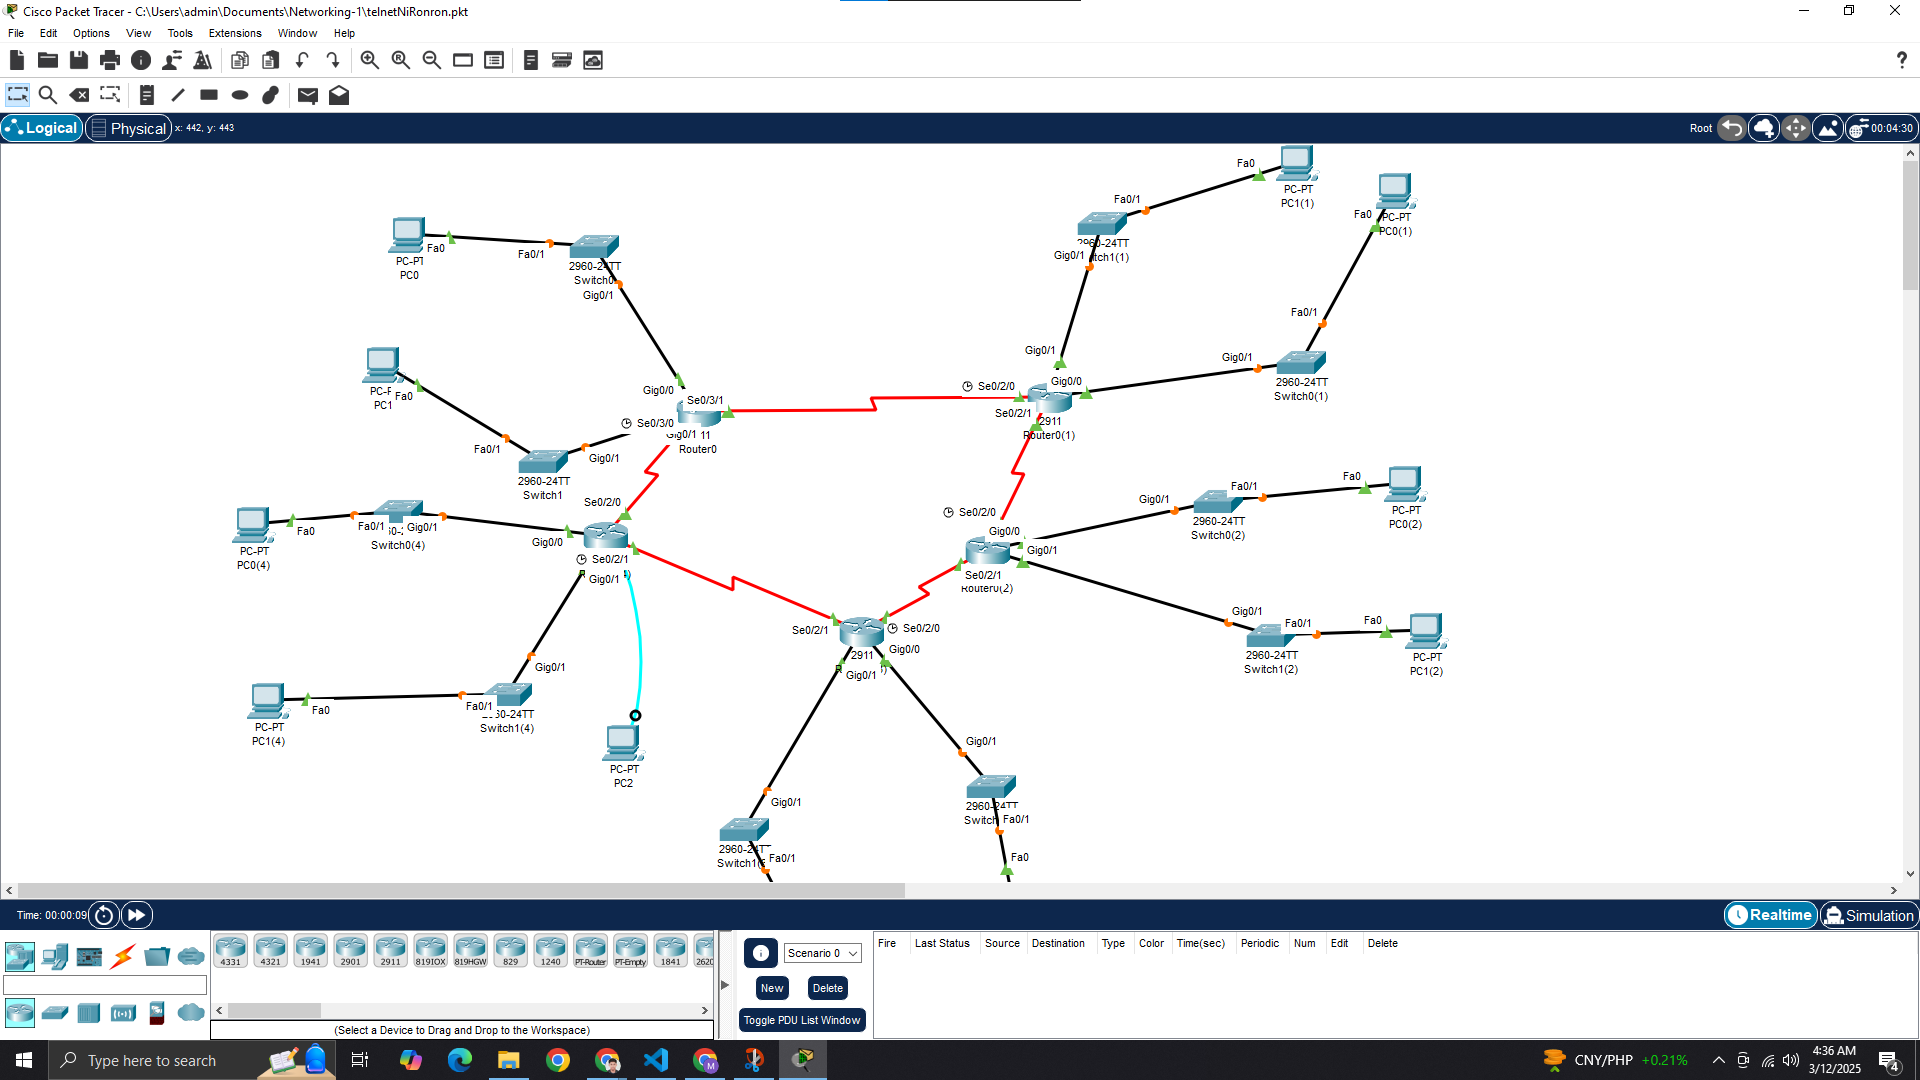 Cisco Packet Tracer - C:\Users\admin\Documents\Networking-1\telnetNiRonron.pkt
File Edit Options View Tools Extensions Window Help
Logical Physical x: 442, y: 443 Root 00:04:30
Fa0
PC-PT
PC1(1)
Fa0/1
Fa0
PC-PT
PC0(1)
Fa0
PC-PT
PC0
Fa0/1
2960-24TT
Switch0
Gig0/1
2960-24TT
Gig0/1
Fa0/1
Gig0/1
Gig0/0
Gig0/1
2960-24TT
Switch0(1)
Fa0
PC1
Gig0/0
Se0/3/1
Se0/3/0
Gig0/1
Router0
Se0/2/0
Se0/2/1
2911
Router0(1)
Fa0/1
Gig0/1
2960-24TT
Switch1
Fa0
PC-PT
PC0(4)
Fa0/1
Gig0/1
Switch0(4)
Se0/2/0
Gig0/0
Se0/2/1
Gig0/1
Se0/2/0
Gig0/0
Gig0/1
Se0/2/1
Router0(2)
Gig0/1
Fa0/1
2960-24TT
Switch0(2)
Fa0
PC-PT
PC0(2)
Gig0/1
Fa0/1
2960-24TT
Switch1(2)
Fa0
PC-PT
PC1(2)
Se0/2/1
Se0/2/0
2911
Gig0/0
Gig0/1
Gig0/1
Fa0/1
Switch1(4)
Fa0
PC-PT
PC1(4)
PC-PT
PC2
Gig0/1
2960-24TT
Fa0/1
Gig0/1
2960-24TT
Switch
Fa0/1
Fa0
Time: 00:00:09 Realtime Simulation
4331 4321 1941 2901 2911 819IOX 819HGW 829 1240 PT-Router PT-Empty 1841 2620
(Select a Device to Drag and Drop to the Workspace)
Scenario 0
New Delete
Toggle PDU List Window
Fire Last Status Source Destination Type Color Time(sec) Periodic Num Edit Delete
Type here to search
CNY/PHP +0.21%
4:36 AM
3/12/2025
4